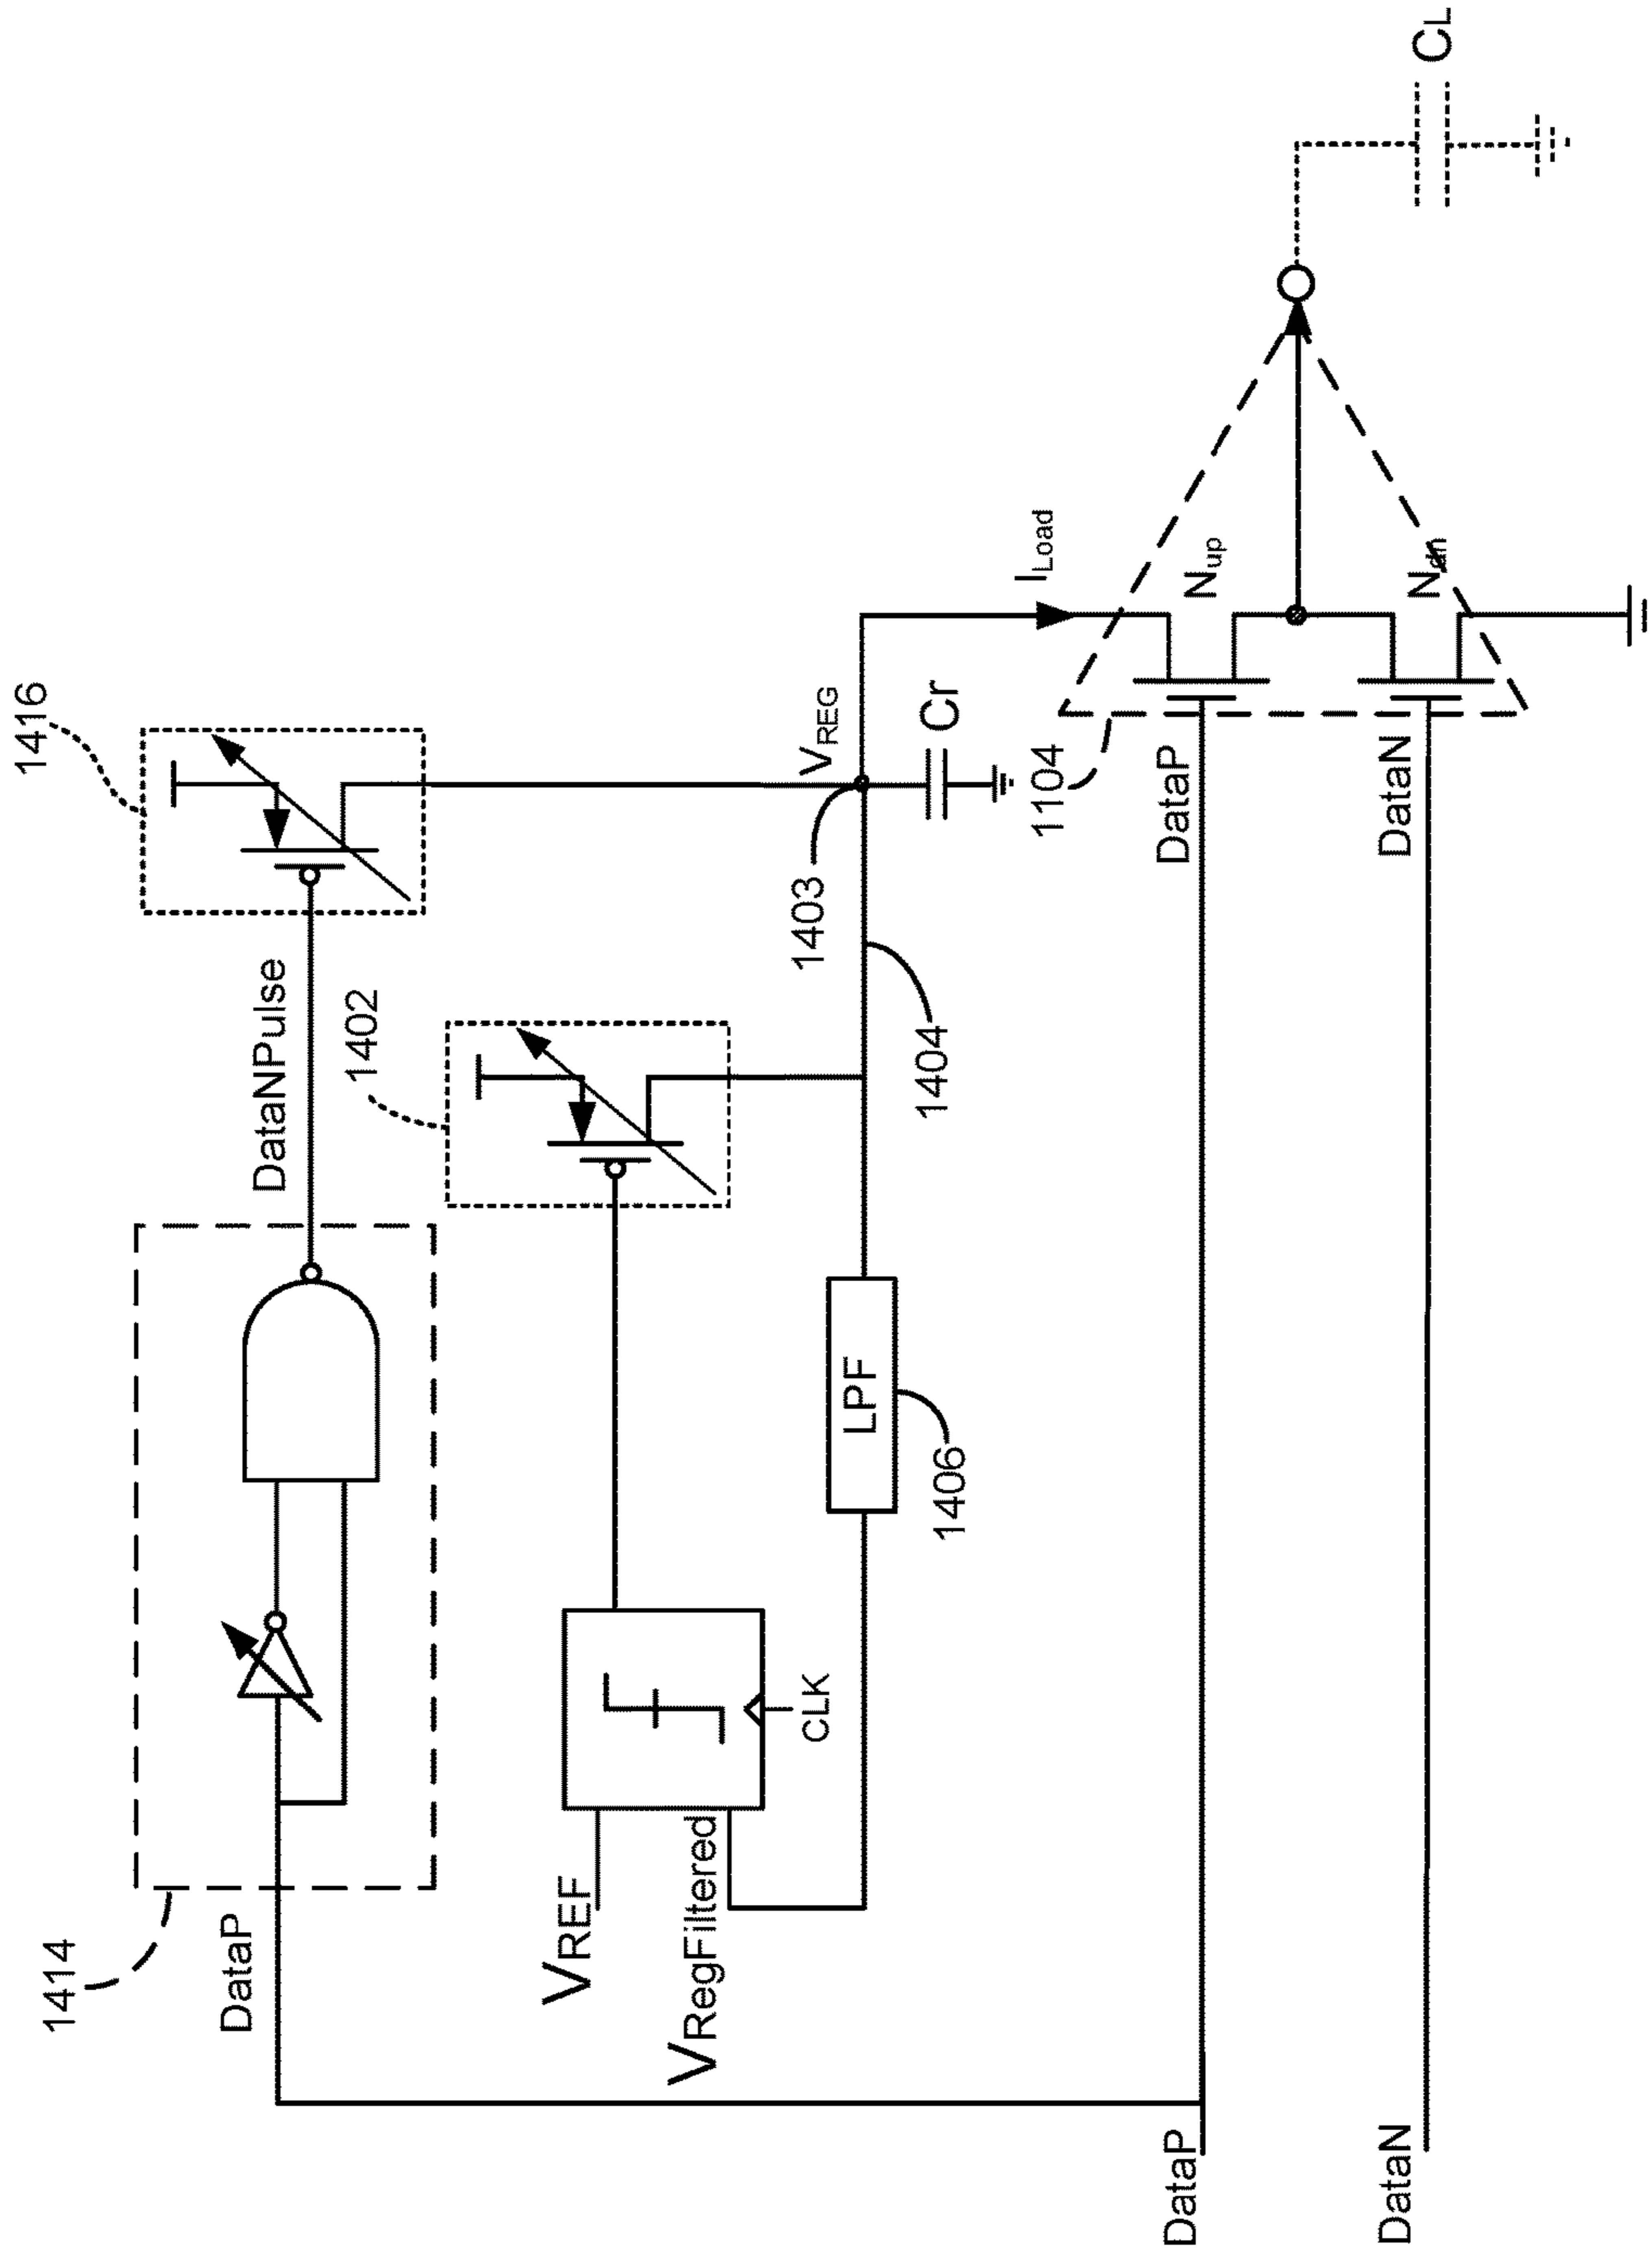 1416
1414
DataP
DataNPulse
1402
VREF
VRegFiltered
CLK
LPF
1406
1404
1403
VREG
Cr
ILoad
1104
DataP
DataP
Nup
DataN
DataN
Ndn
CL